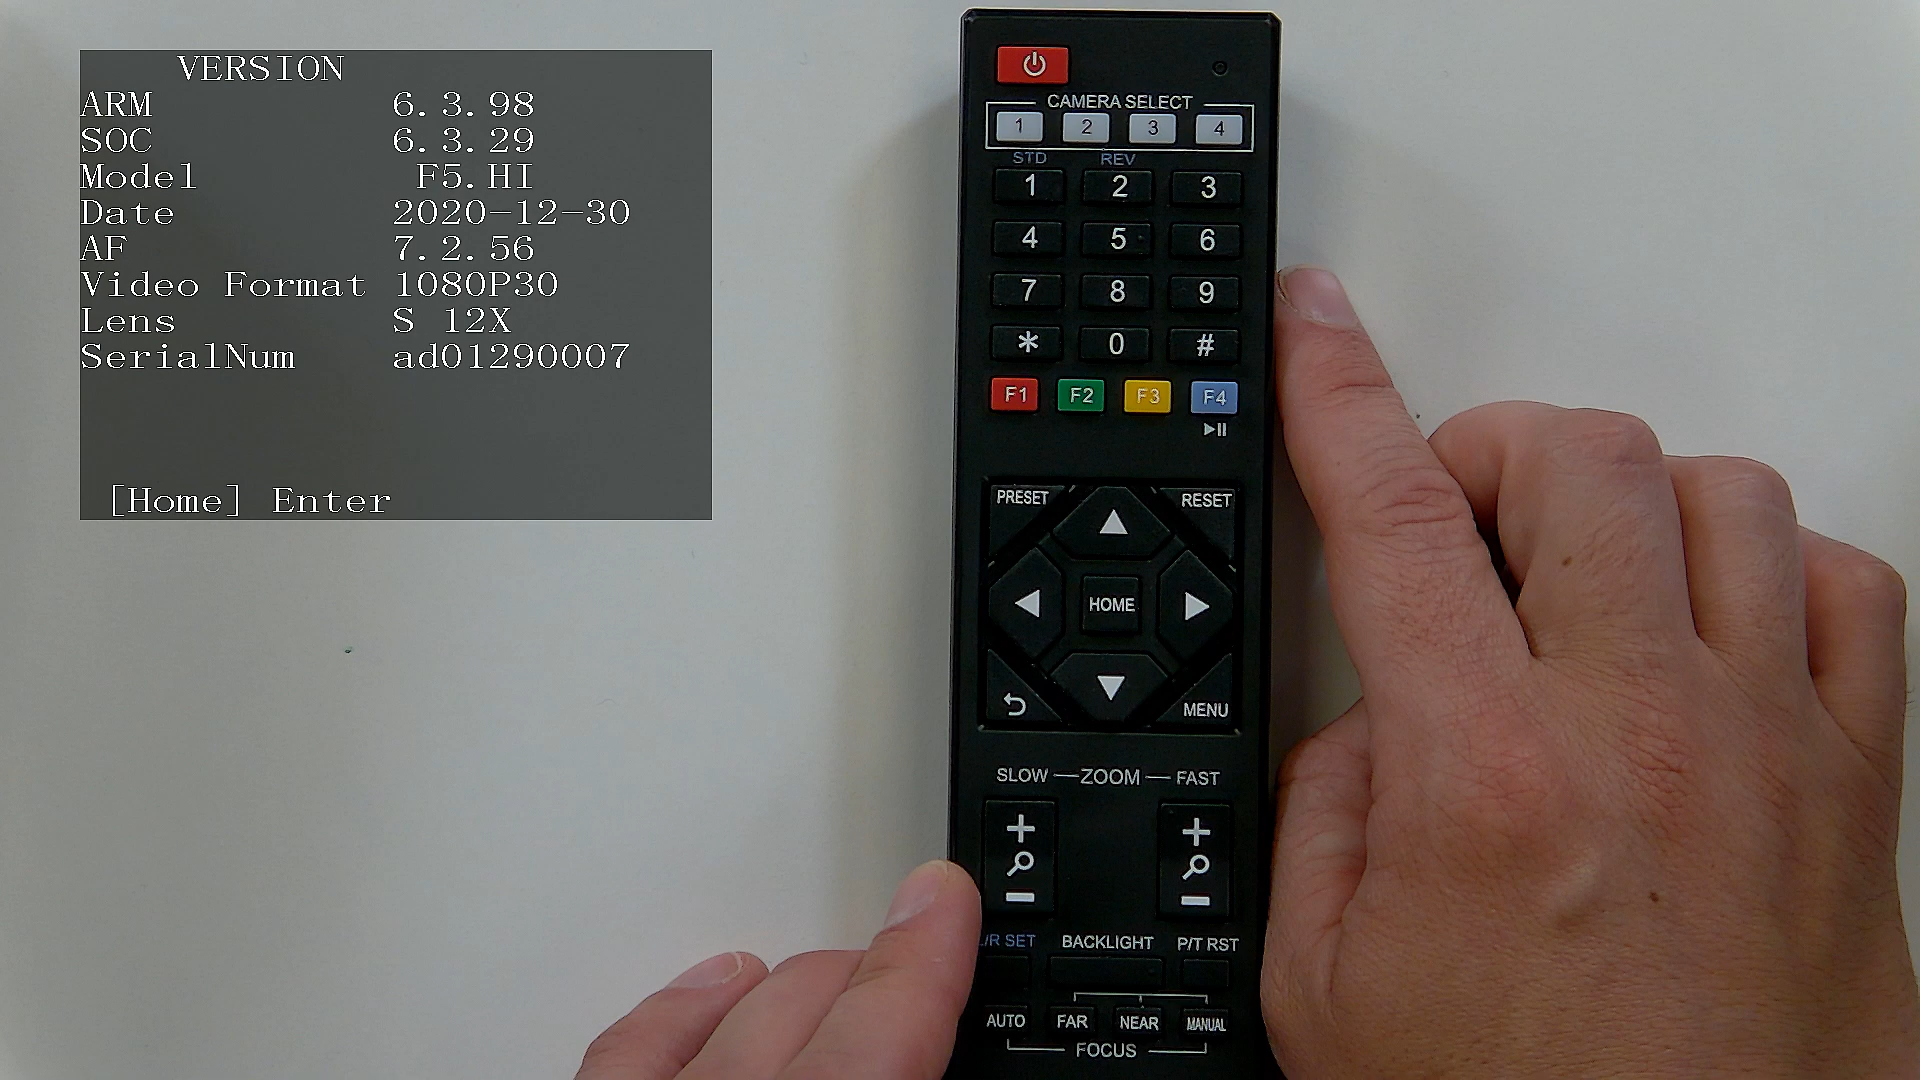 VERSION
ARM 6.3.98
SOC 6.3.29
Model F5.HI
Date 2020-12-30
AF 7.2.56
Video Format 1080P30
Lens S 12X
SerialNum ad01290007
[Home] Enter
CAMERA SELECT
1 2 3 4
STD REV
1 2 3
4 5 6
7 8 9
* 0 #
F1 F2 F3 F4
PRESET RESET
HOME
MENU
SLOW ZOOM FAST
+ +
- -
/R SET BACKLIGHT P/T RST
AUTO FAR NEAR MANUAL
FOCUS